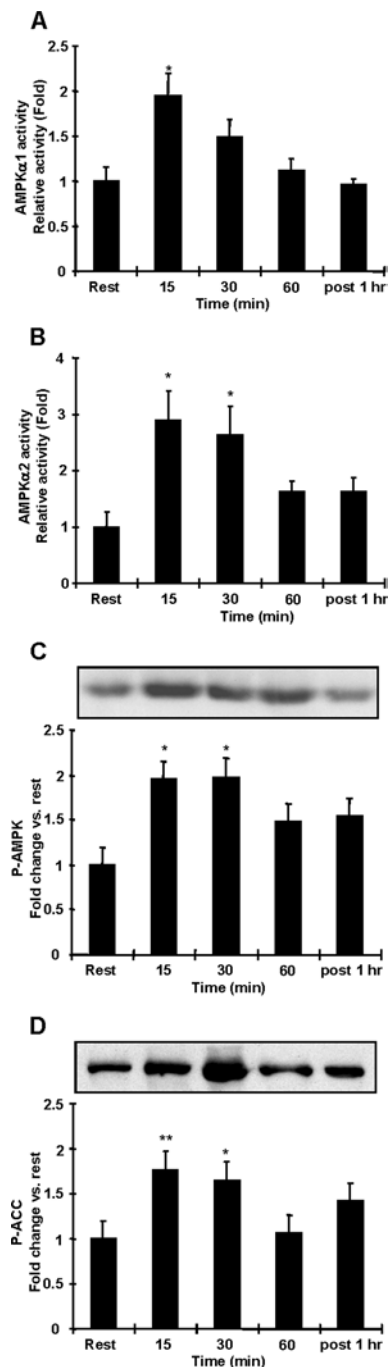 A
AMPKα1 activity
Relative activity (Fold)
2.5
2
1.5
1
0.5
0
*
Rest 15 30 60 post 1 hr
Time (min)
B
AMPKα2 activity
Relative activity (Fold)
4
3
2
1
0
* *
Rest 15 30 60 post 1 hr
Time (min)
C
P-AMPK
Fold change vs. rest
2.5
2
1.5
1
0.5
0
* *
Rest 15 30 60 post 1 hr
Time (min)
D
P-ACC
Fold change vs. rest
2.5
2
1.5
1
0.5
0
** *
Rest 15 30 60 post 1 hr
Time (min)